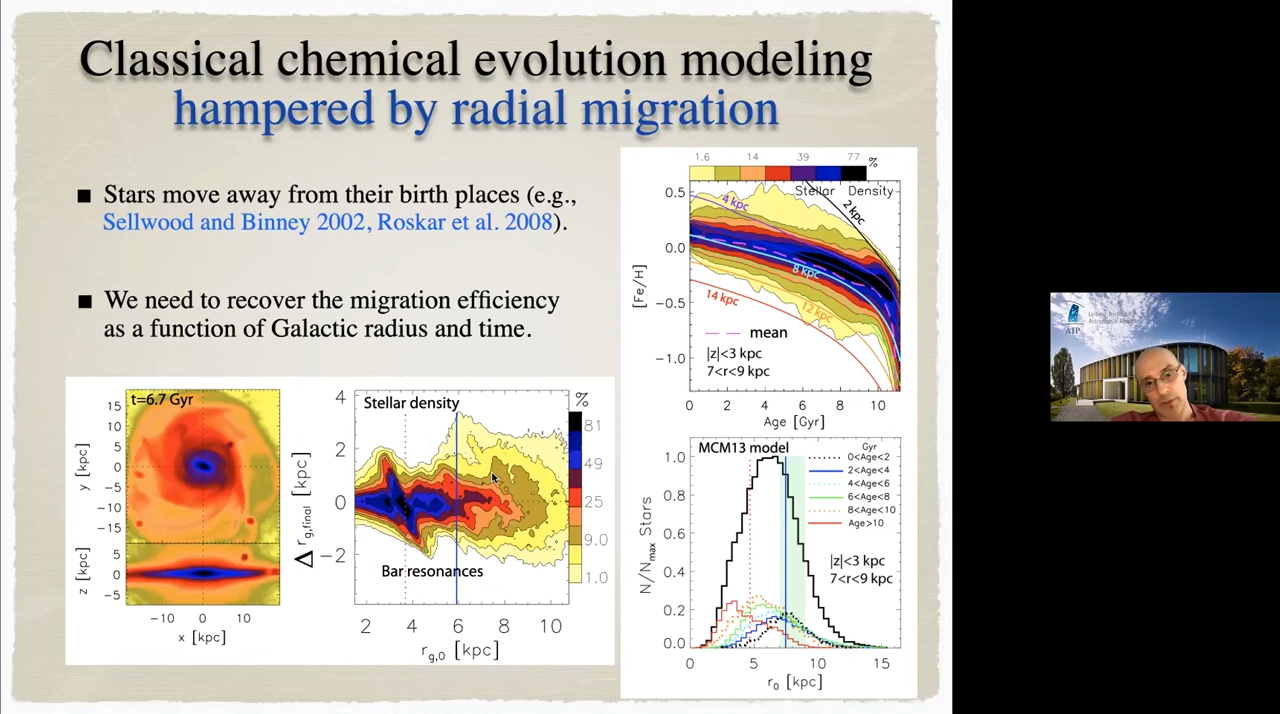 Classical chemical evolution modeling
hampered by radial migration
■ Stars move away from their birth places (e.g.,
Sellwood and Binney 2002, Roskar et al. 2008).
■ We need to recover the migration efficiency
as a function of Galactic radius and time.
t=6.7 Gyr
15
10
5
0
−5
−10
−15
y [kpc]
5
0
−5
z [kpc]
−10 0 10
x [kpc]
Stellar density
4
2
0
−2
Δ rg,final [kpc]
Bar resonances
2 4 6 8 10
rg,0 [kpc]
%
81
49
25
9.0
1.0
1.6 14 39 77 %
Stellar Density
0.5
0.0
−0.5
−1.0
[Fe/H]
4 kpc
2 kpc
8 kpc
14 kpc
12 kpc
mean
|z|<3 kpc
7<r<9 kpc
0 2 4 6 8 10
Age [Gyr]
MCM13 model
Gyr
0<Age<2
2<Age<4
4<Age<6
6<Age<8
8<Age<10
Age>10
1.0
0.8
0.6
0.4
0.2
0.0
N/Nmax Stars
|z|<3 kpc
7<r<9 kpc
0 5 10 15
r0 [kpc]
AIP